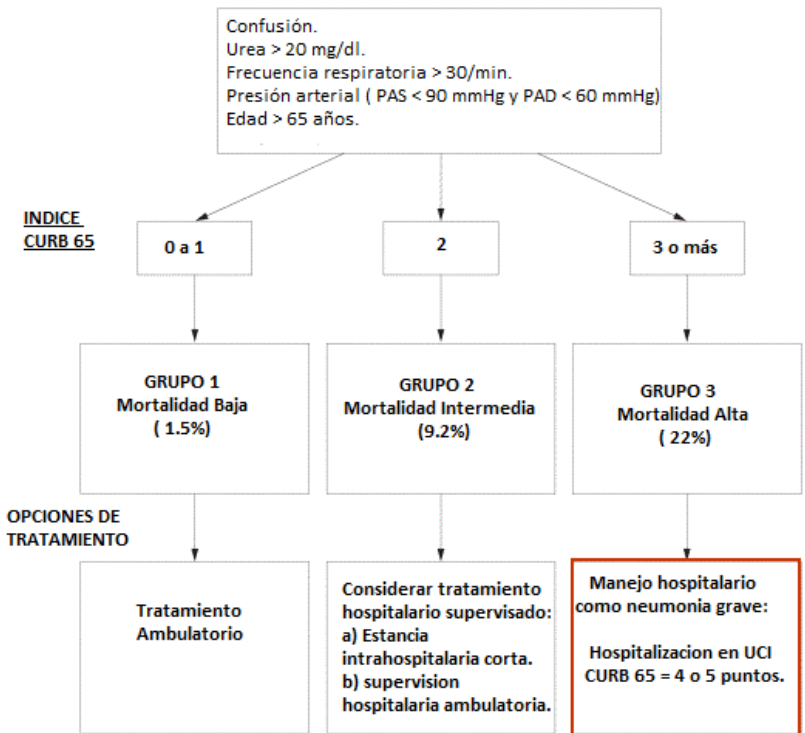 Confusión.
Urea > 20 mg/dl.
Frecuencia respiratoria > 30/min.
Presión arterial ( PAS < 90 mmHg y PAD < 60 mmHg)
Edad > 65 años.
INDICE
CURB 65
0 a 1
2
3 o más
GRUPO 1
Mortalidad Baja
( 1.5%)
GRUPO 2
Mortalidad Intermedia
(9.2%)
GRUPO 3
Mortalidad Alta
( 22%)
OPCIONES DE
TRATAMIENTO
Tratamiento
Ambulatorio
Considerar tratamiento
hospitalario supervisado:
a) Estancia
intrahospitalaria corta.
b) supervision
hospitalaria ambulatoria.
Manejo hospitalario
como neumonia grave:
Hospitalizacion en UCI
CURB 65 = 4 o 5 puntos.